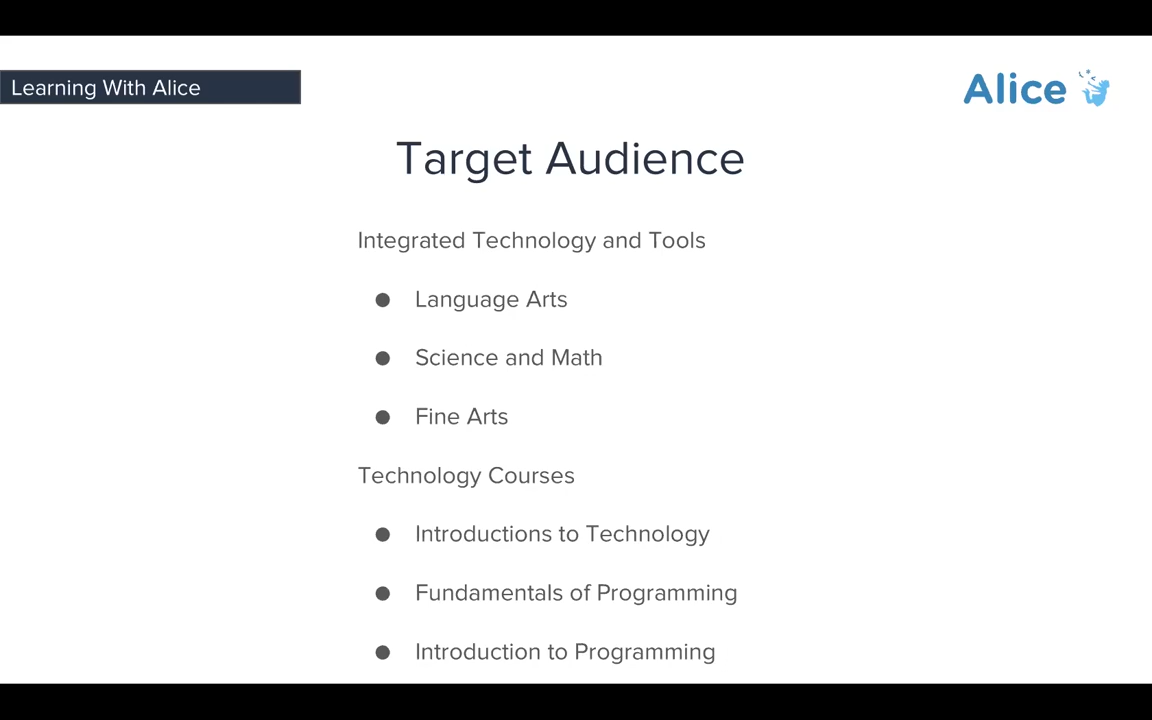 Learning With Alice
Alice
Target Audience
Integrated Technology and Tools
● Language Arts
● Science and Math
● Fine Arts
Technology Courses
● Introductions to Technology
● Fundamentals of Programming
● Introduction to Programming